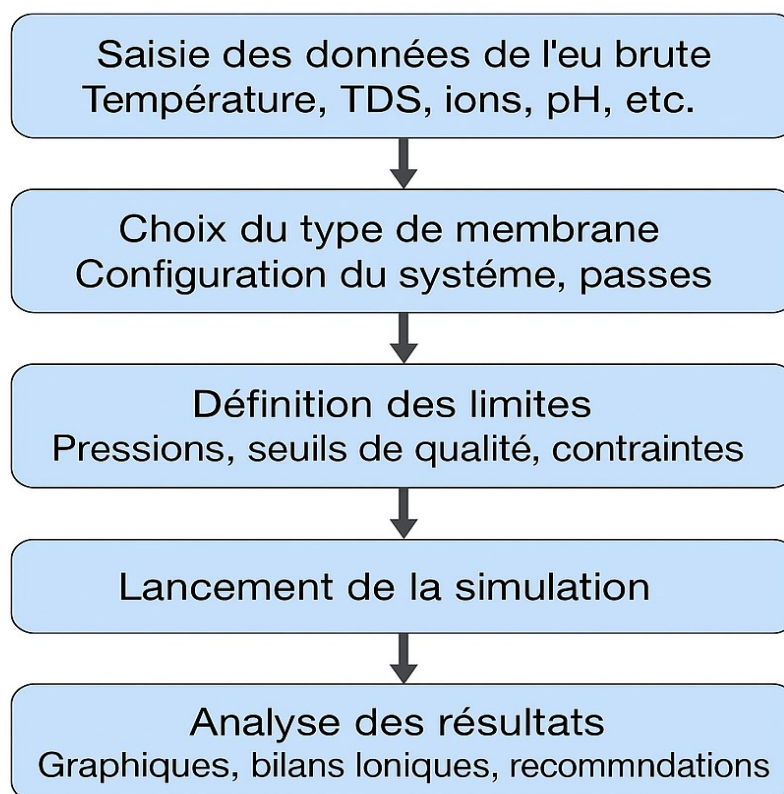 Saisie des données de l'eu brute
Température, TDS, ions, pH, etc.
Choix du type de membrane
Configuration du systéme, passes
Définition des limites
Pressions, seuils de qualité, contraintes
Lancement de la simulation
Analyse des résultats
Graphiques, bilans loniques, recommndations